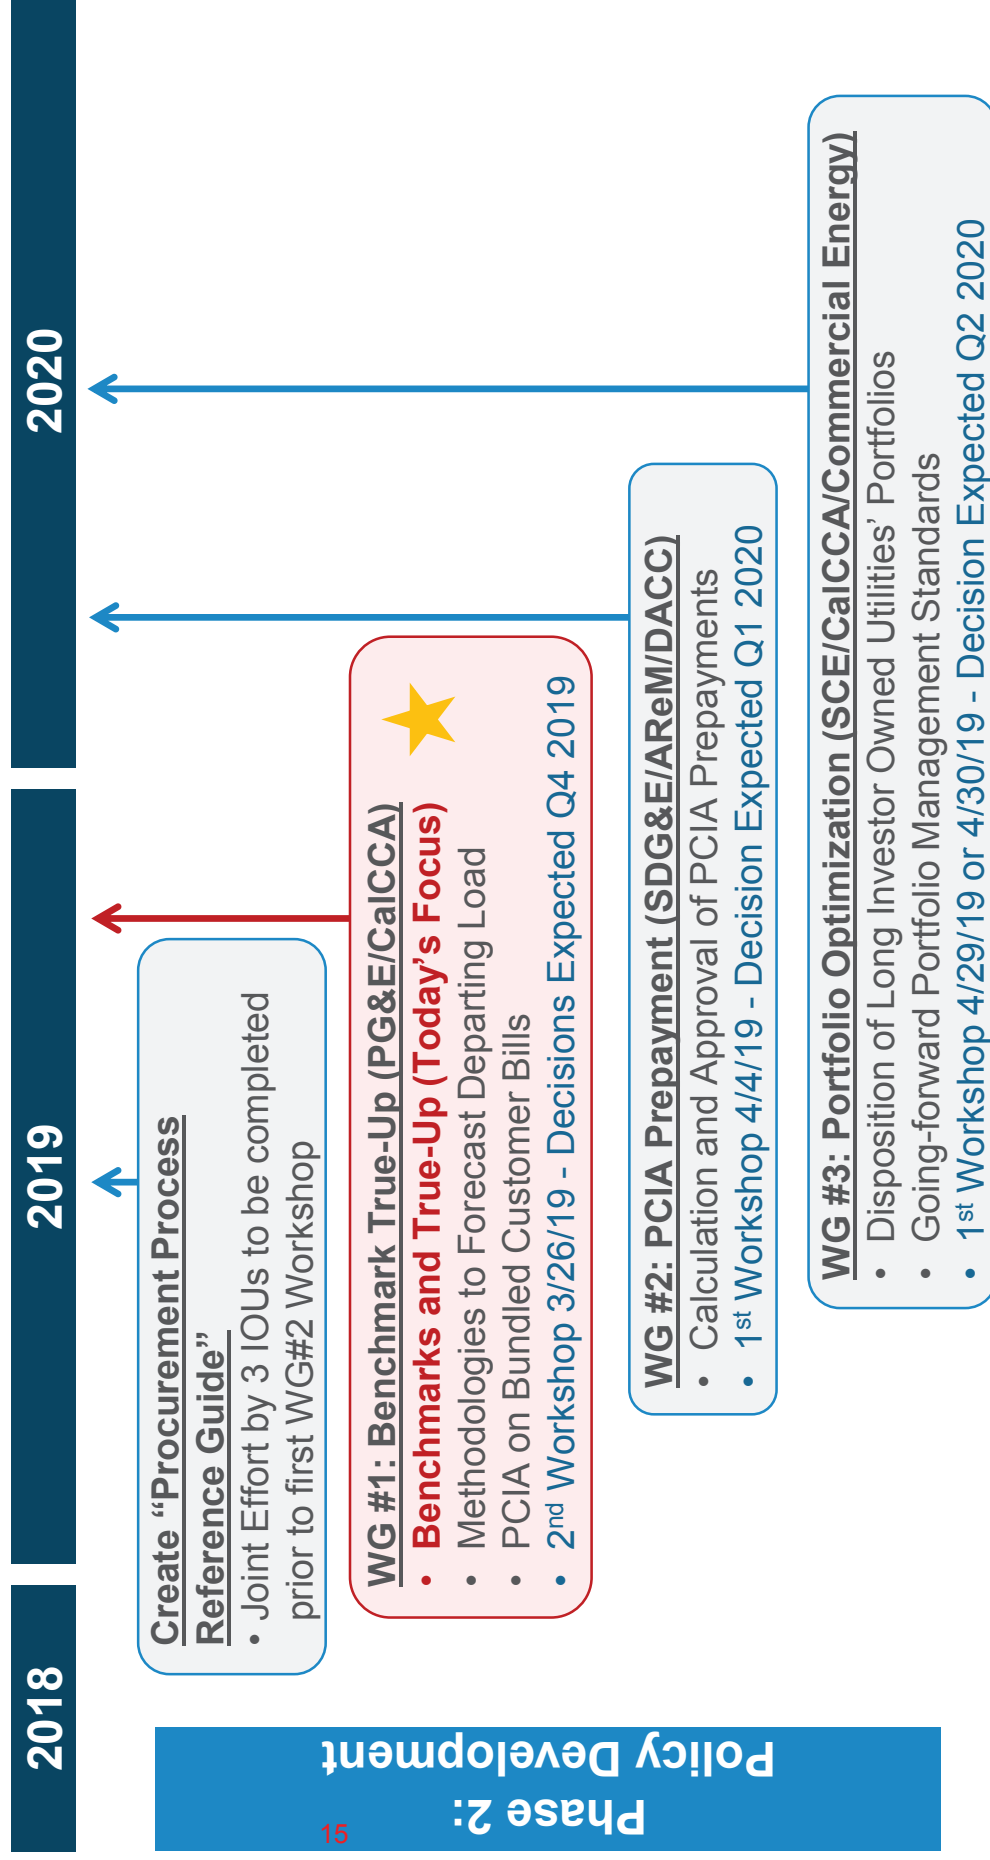 2018
2019
2020
Phase 2:
Policy Development
Create “Procurement Process
Reference Guide”
• Joint Effort by 3 IOUs to be completed
prior to first WG#2 Workshop
WG #1: Benchmark True-Up (PG&E/CalCCA)
• Benchmarks and True-Up (Today’s Focus)
• Methodologies to Forecast Departing Load
• PCIA on Bundled Customer Bills
• 2nd Workshop 3/26/19 - Decisions Expected Q4 2019
WG #2: PCIA Prepayment (SDG&E/AReM/DACC)
• Calculation and Approval of PCIA Prepayments
• 1st Workshop 4/4/19 - Decision Expected Q1 2020
WG #3: Portfolio Optimization (SCE/CalCCA/Commercial Energy)
• Disposition of Long Investor Owned Utilities’ Portfolios
• Going-forward Portfolio Management Standards
• 1st Workshop 4/29/19 or 4/30/19 - Decision Expected Q2 2020
15